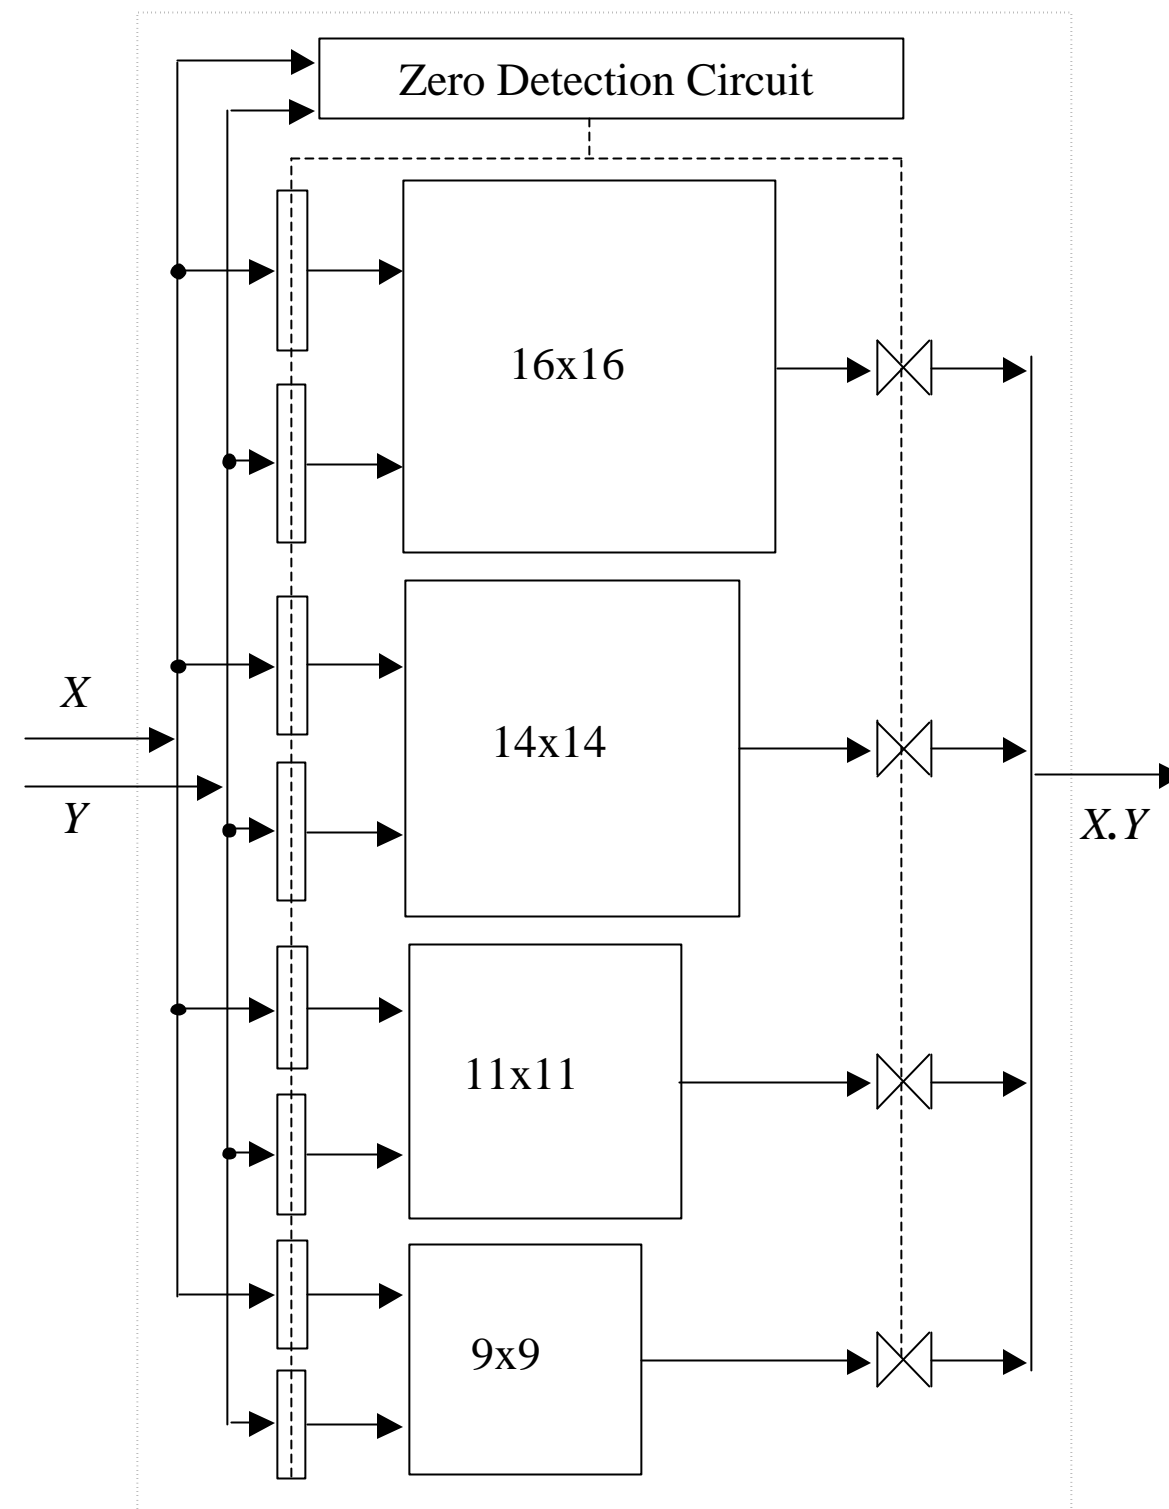 Zero Detection Circuit
16x16
X
14x14
Y
X.Y
11x11
9x9